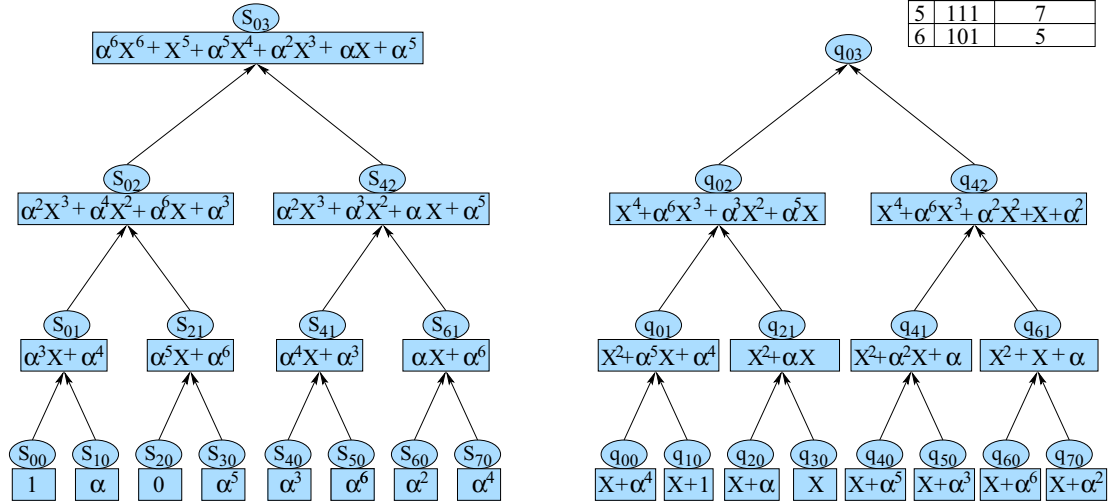 S₀₃
α⁶X⁶ + X⁵ + α⁵X⁴ + α²X³ + αX + α⁵
5 111 7
6 101 5
q₀₃
S₀₂ S₄₂ q₀₂ q₄₂
α²X³ + α⁴X² + α⁶X + α³ α²X³ + α³X² + αX + α⁵ X⁴ + α⁶X³ + α³X² + α⁵X X⁴ + α⁶X³ + α²X² + X + α²
S₀₁ S₂₁ S₄₁ S₆₁ q₀₁ q₂₁ q₄₁ q₆₁
α³X + α⁴ α⁵X + α⁶ α⁴X + α³ αX + α⁶ X² + α⁵X + α⁴ X² + αX X² + α²X + α X² + X + α
S₀₀ S₁₀ S₂₀ S₃₀ S₄₀ S₅₀ S₆₀ S₇₀ q₀₀ q₁₀ q₂₀ q₃₀ q₄₀ q₅₀ q₆₀ q₇₀
1 α 0 α⁵ α³ α⁶ α² α⁴ X+α⁴ X+1 X+α X X+α⁵ X+α³ X+α⁶ X+α²